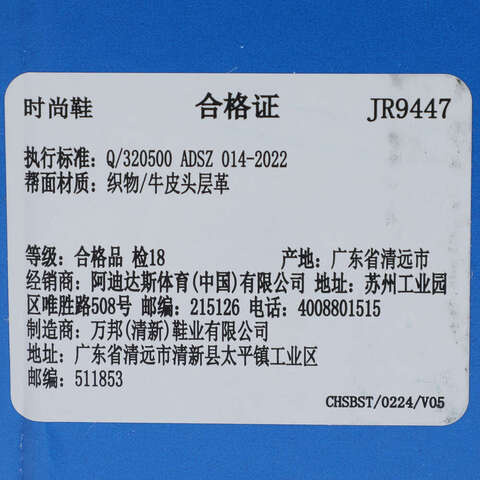 时尚鞋 合格证 JR9447
执行标准: Q/320500 ADSZ 014-2022
帮面材质: 织物/牛皮头层革
等级: 合格品 检18 产地: 广东省清远市
经销商: 阿迪达斯体育(中国)有限公司 地址: 苏州工业园
区唯胜路508号 邮编: 215126 电话: 4008801515
制造商: 万邦(清新)鞋业有限公司
地址: 广东省清远市清新县太平镇工业区
邮编: 511853
CHSBST/0224/V05